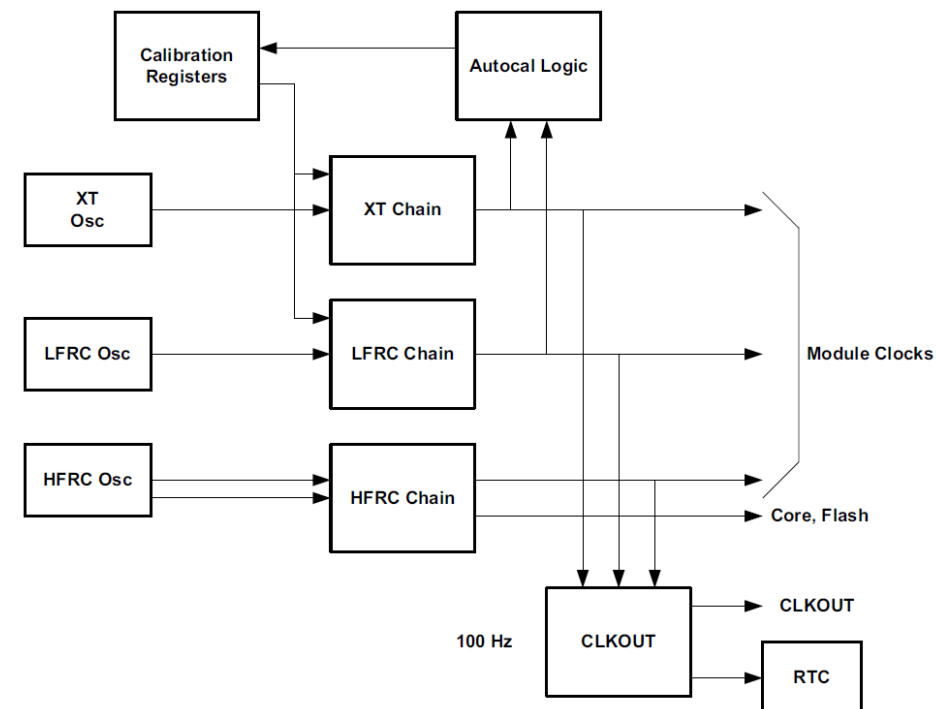 Calibration
Registers
Autocal Logic
XT
Osc
XT Chain
LFRC Osc
LFRC Chain
Module Clocks
HFRC Osc
HFRC Chain
Core, Flash
100 Hz
CLKOUT
CLKOUT
RTC